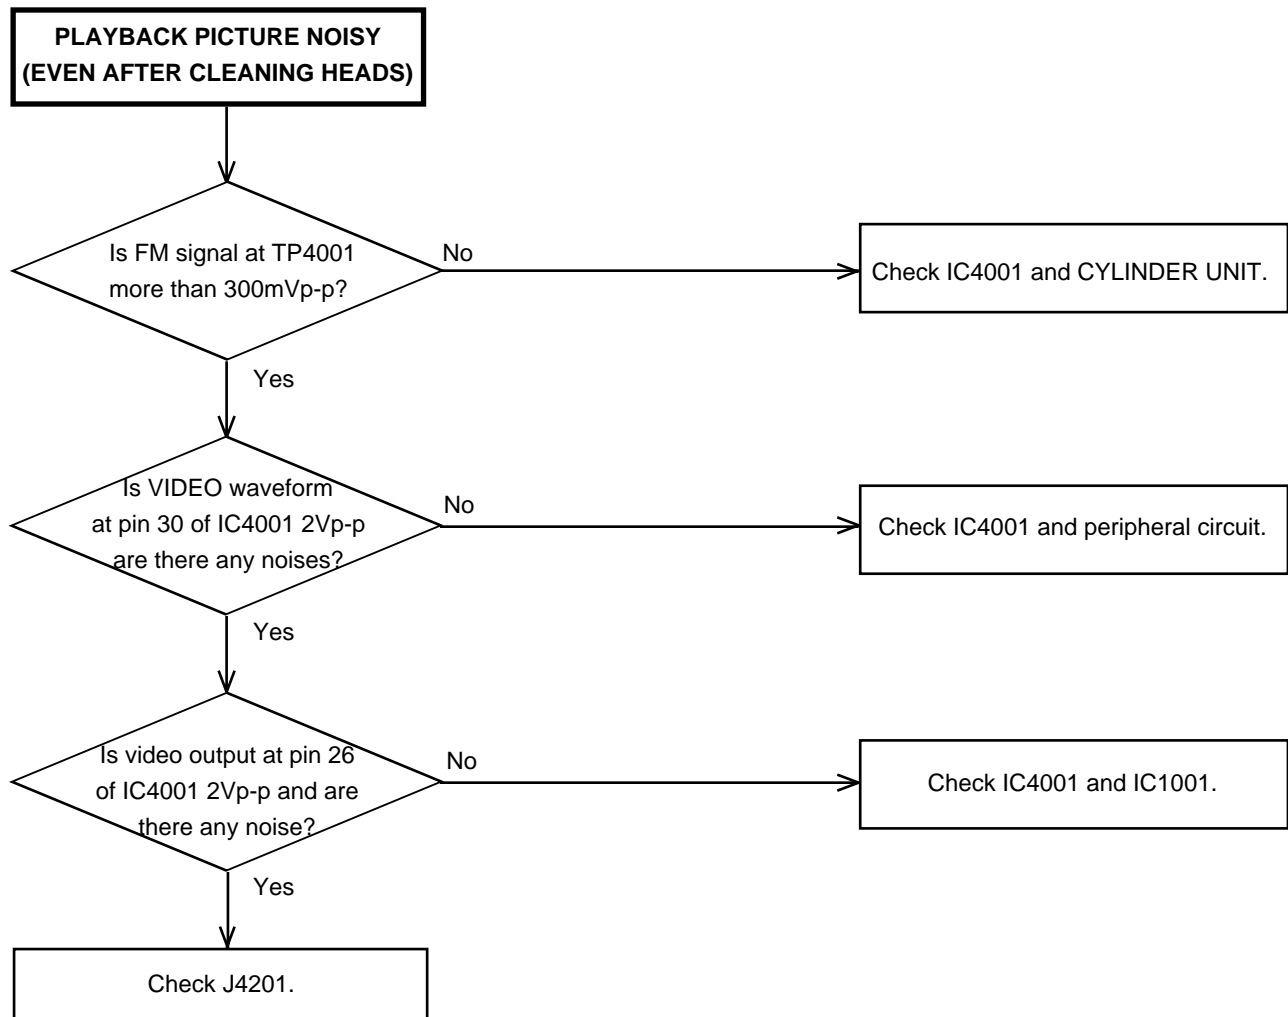 PLAYBACK PICTURE NOISY
(EVEN AFTER CLEANING HEADS)
Is FM signal at TP4001
more than 300mVp-p?
No
Check IC4001 and CYLINDER UNIT.
Yes
Is VIDEO waveform
at pin 30 of IC4001 2Vp-p
are there any noises?
No
Check IC4001 and peripheral circuit.
Yes
Is video output at pin 26
of IC4001 2Vp-p and are
there any noise?
No
Check IC4001 and IC1001.
Yes
Check J4201.